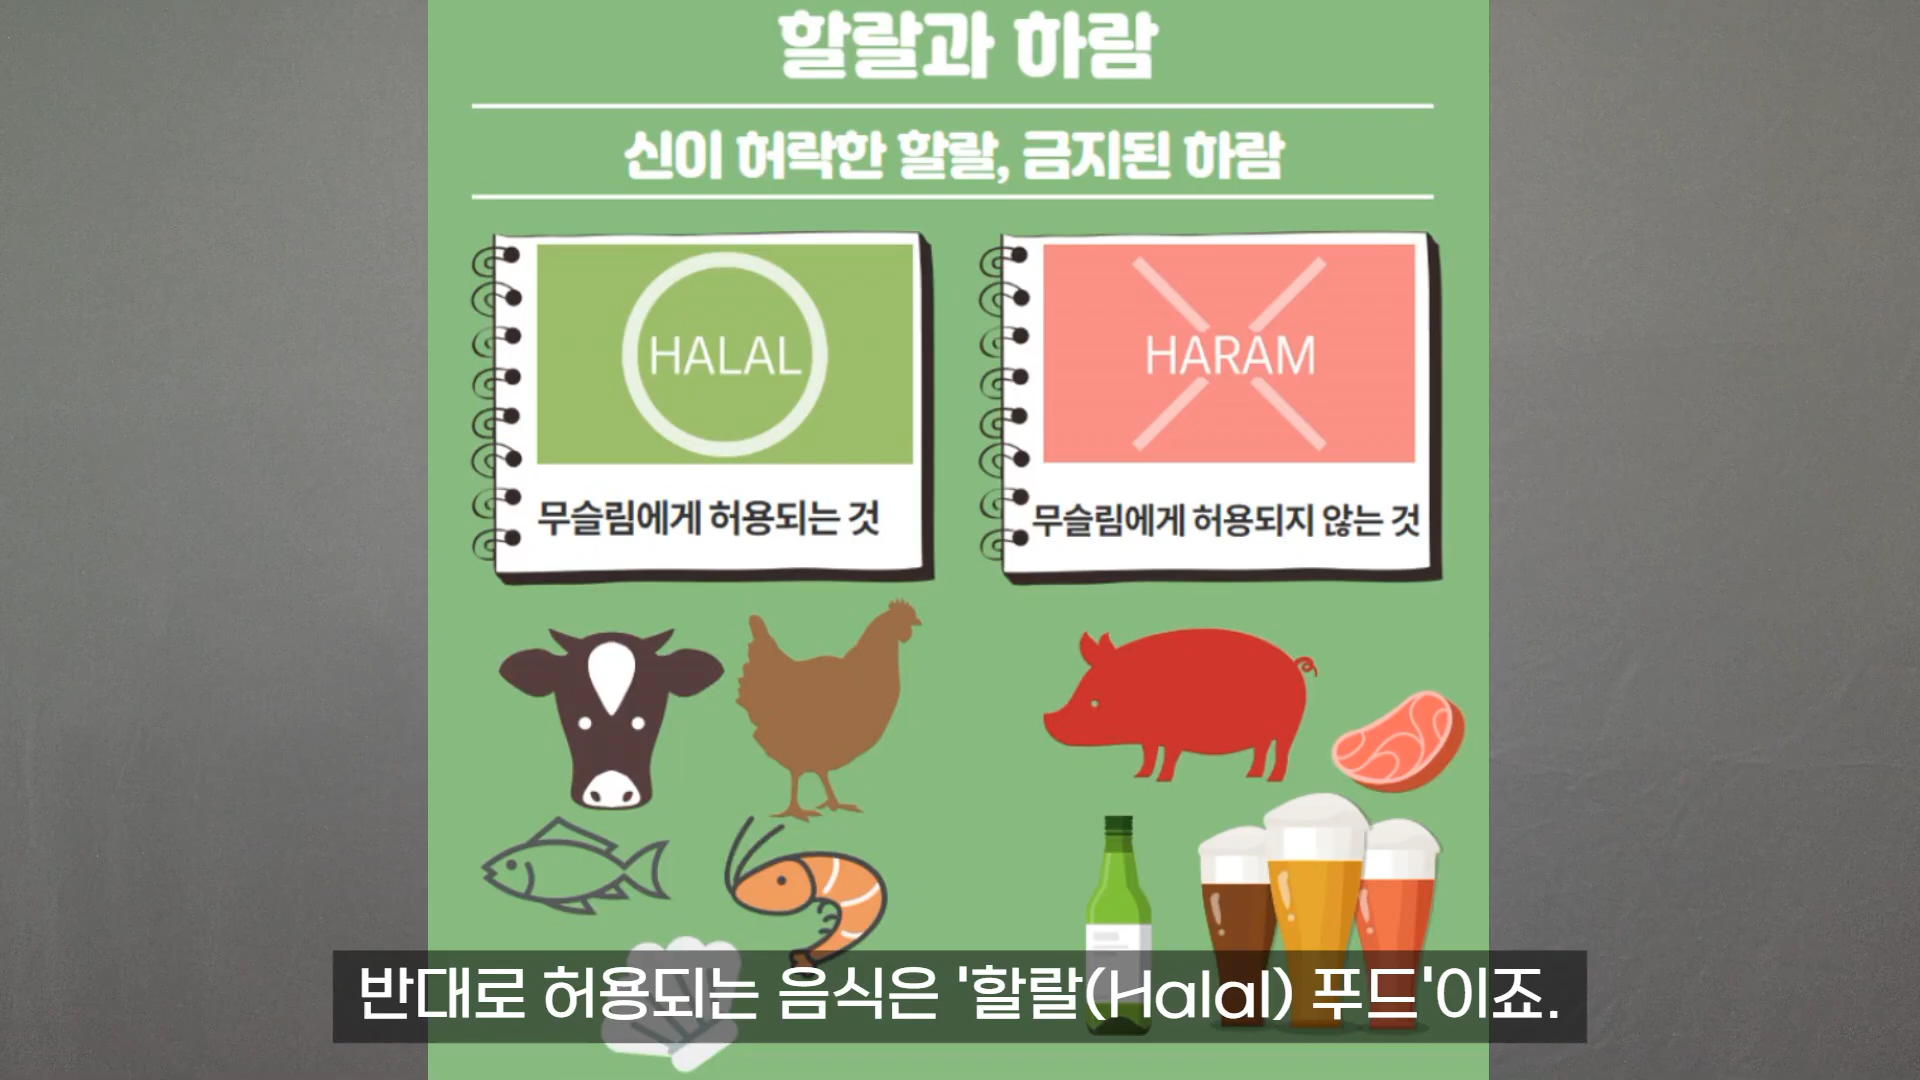 할랄과 하람
신이 허락한 할랄, 금지된 하람
HALAL
무슬림에게 허용되는 것
HARAM
무슬림에게 허용되지 않는 것
반대로 허용되는 음식은 '할랄(Halal) 푸드'이죠.